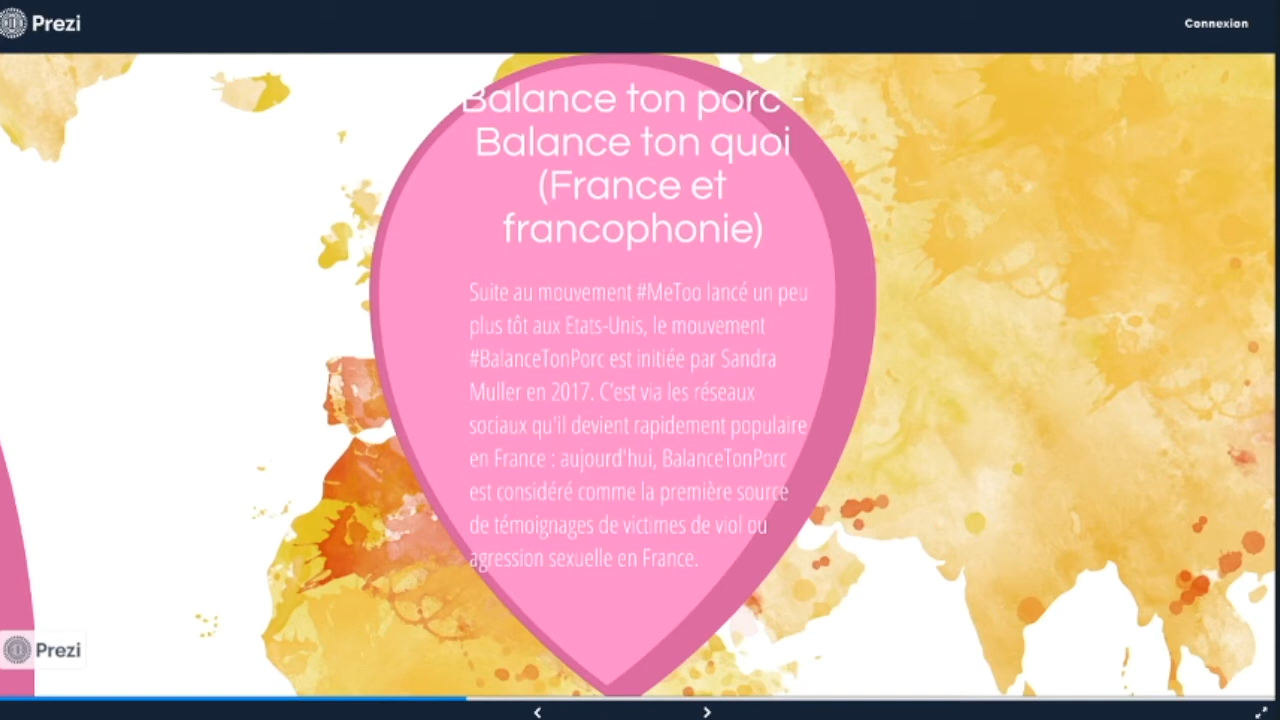 Prezi
Connexion
Balance ton porc -
Balance ton quoi
(France et
francophonie)
Suite au mouvement #MeToo lancé un peu
plus tôt aux Etats-Unis, le mouvement
#BalanceTonPorc est initiée par Sandra
Muller en 2017. C'est via les réseaux
sociaux qu'il devient rapidement populaire
en France : aujourd'hui, BalanceTonPorc
est considéré comme la première source
de témoignages de victimes de viol ou
agression sexuelle en France.
Prezi